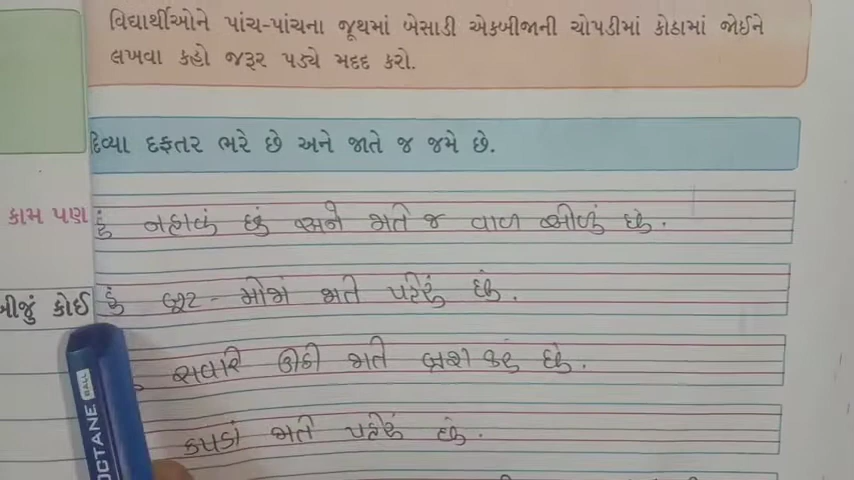 વિદ્યાર્થીઓને પાંચ-પાંચના જૂથમાં બેસાડી એકબીજાની ચોપડીમાં કોઠામાં જોઈને
લખવા કહો જરૂર પડ્યે મદદ કરો.
દિવ્યા દફતર ભરે છે અને જાતે જ જમે છે.
કામ પણ
હું નહાવું છું અને જાતે જ વાળ ઓળું છું.
બીજું કોઈ
હું બૂટ - મોજાં જાતે પહેરું છું.
સવારે ઊઠી જાતે બ્રશ કરું છું.
કપડાં જાતે પહેરું છું.
OCTANE BALL